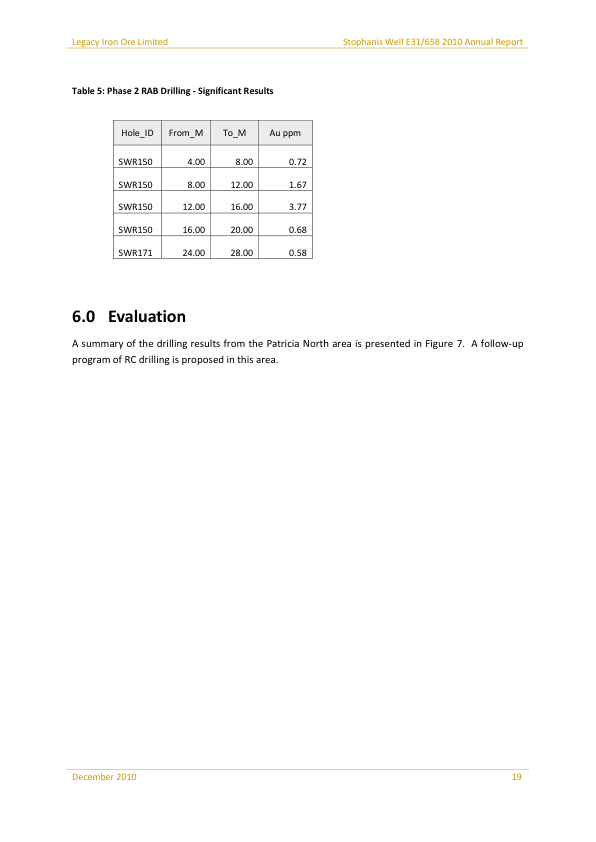 Legacy Iron Ore Limited Stophanis Well E31/658 2010 Annual Report
Table 5: Phase 2 RAB Drilling - Significant Results
Hole_ID From_M To_M Au ppm
SWR150 4.00 8.00 0.72
SWR150 8.00 12.00 1.67
SWR150 12.00 16.00 3.77
SWR150 16.00 20.00 0.68
SWR171 24.00 28.00 0.58
6.0 Evaluation
A summary of the drilling results from the Patricia North area is presented in Figure 7. A follow-up
program of RC drilling is proposed in this area.
December 2010 19